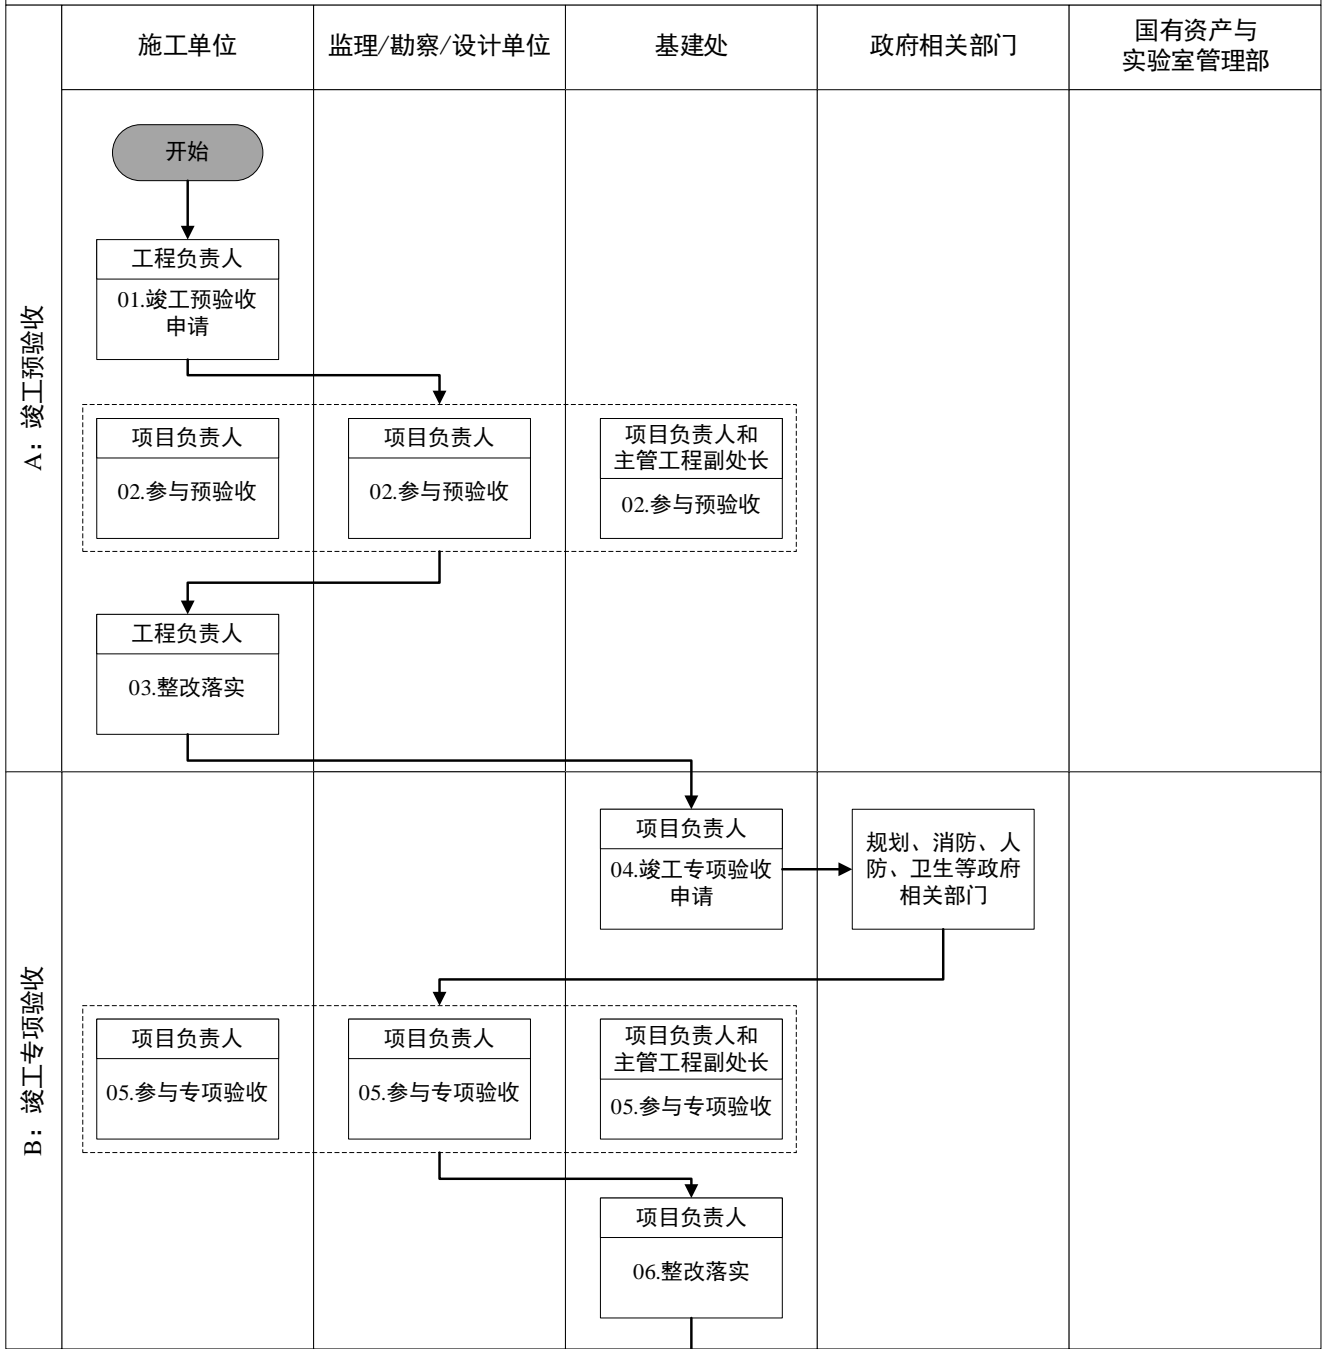 施工单位
监理/勘察/设计单位
基建处
政府相关部门
国有资产与
实验室管理部
A：竣工预验收
开始
工程负责人
01.竣工预验收
申请
项目负责人
02.参与预验收
项目负责人
02.参与预验收
项目负责人和
主管工程副处长
02.参与预验收
工程负责人
03.整改落实
B：竣工专项验收
项目负责人
04.竣工专项验收
申请
规划、消防、人
防、卫生等政府
相关部门
项目负责人
05.参与专项验收
项目负责人
05.参与专项验收
项目负责人和
主管工程副处长
05.参与专项验收
项目负责人
06.整改落实